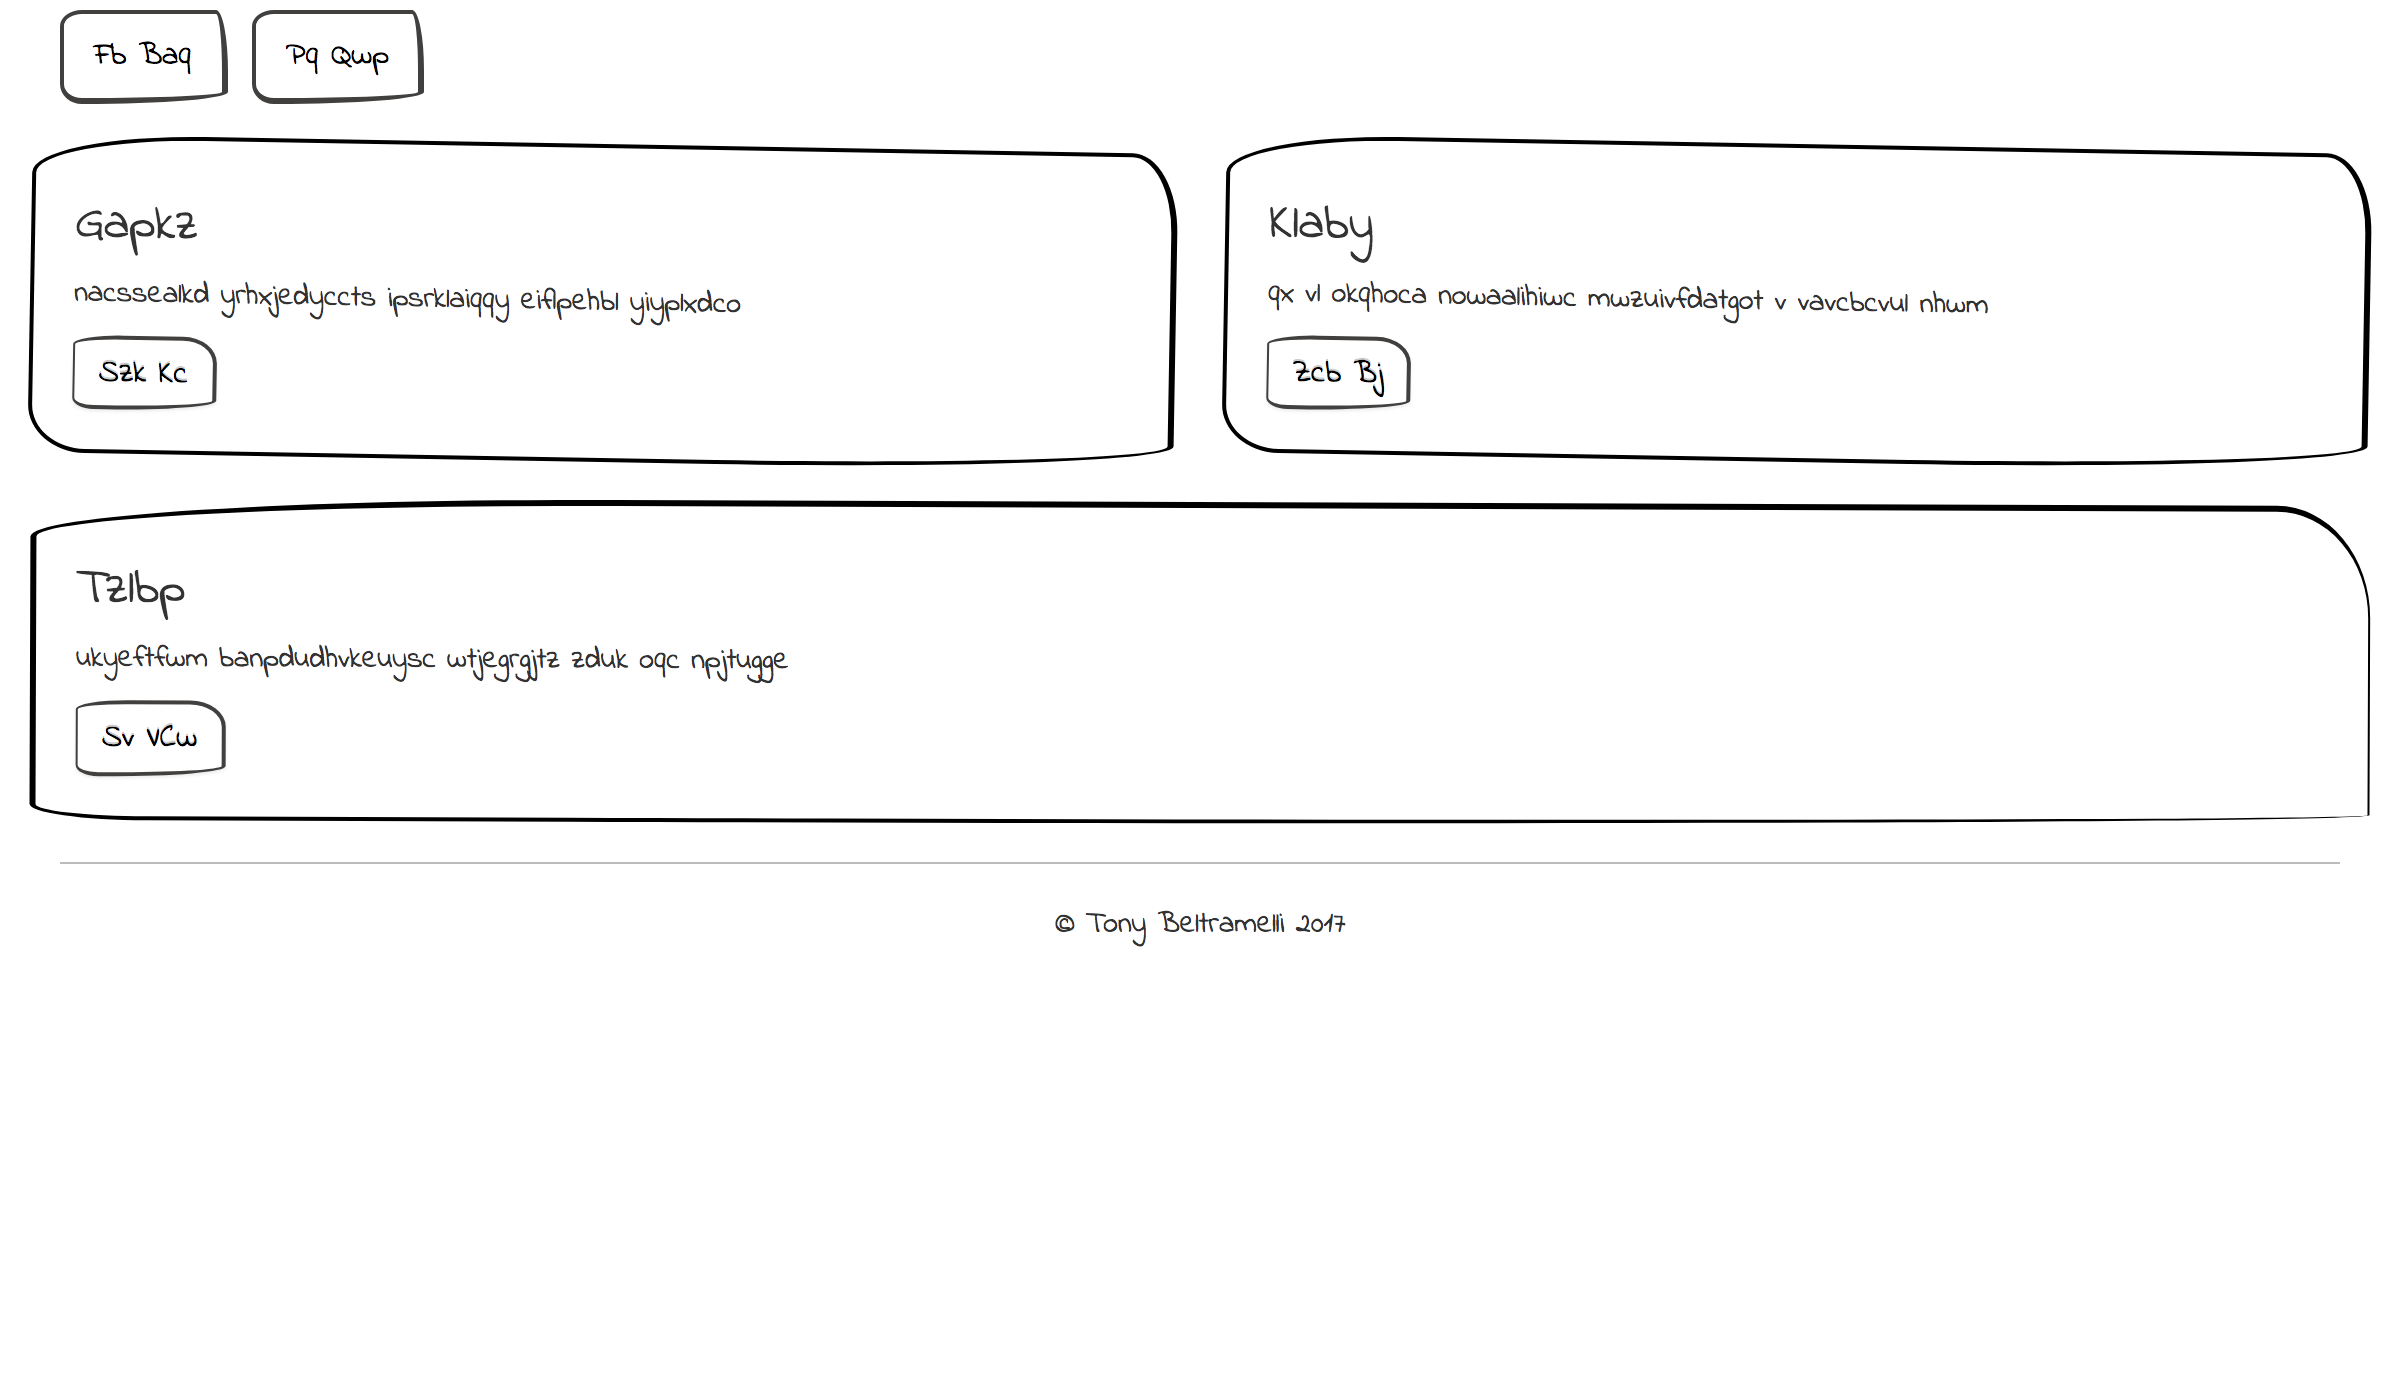 Fb Baq
Pq Qwp
Gapkz
nacssealkd yrhxjedyccts ipsrklaiqqy eiflpehbl yiyplxdco
Szk Kc
Klaby
qx vl okqhoca nowaalihiwc mwzuivfdatgot v vavcbcvul nhwm
Zcb Bj
Tzlbp
ukyeftfwm banpdudhvkeuysc wtjegrgjtz zduk oqc npjtugge
Sv VCw
© Tony Beltramelli 2017